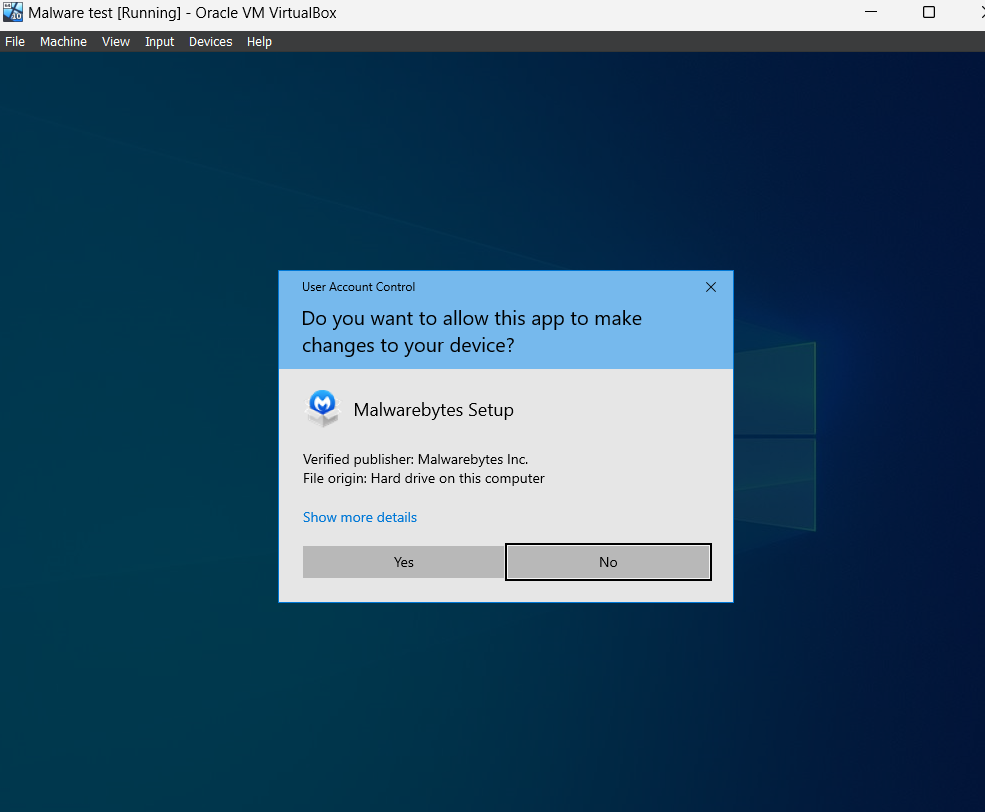 Malware test [Running] - Oracle VM VirtualBox
File Machine View Input Devices Help
User Account Control
Do you want to allow this app to make
changes to your device?
Malwarebytes Setup
Verified publisher: Malwarebytes Inc.
File origin: Hard drive on this computer
Show more details
Yes No